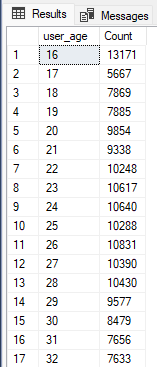 Results Messages
user_age Count
1 16 13171
2 17 5667
3 18 7869
4 19 7885
5 20 9854
6 21 9338
7 22 10248
8 23 10617
9 24 10640
10 25 10288
11 26 10831
12 27 10390
13 28 10430
14 29 9577
15 30 8479
16 31 7656
17 32 7633